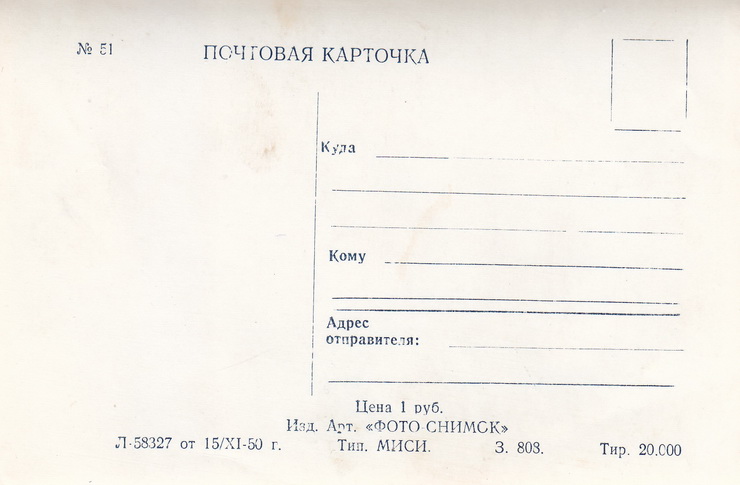 № 51
ПОЧТОВАЯ КАРТОЧКА
Куда
Кому
Адрес
отправителя:
Цена 1 руб.
Изд. Арт. «ФОТО-СНИМОК»
Л-58327 от 15/XI-50 г. Тип. МИСИ. З. 808. Тир. 20.000